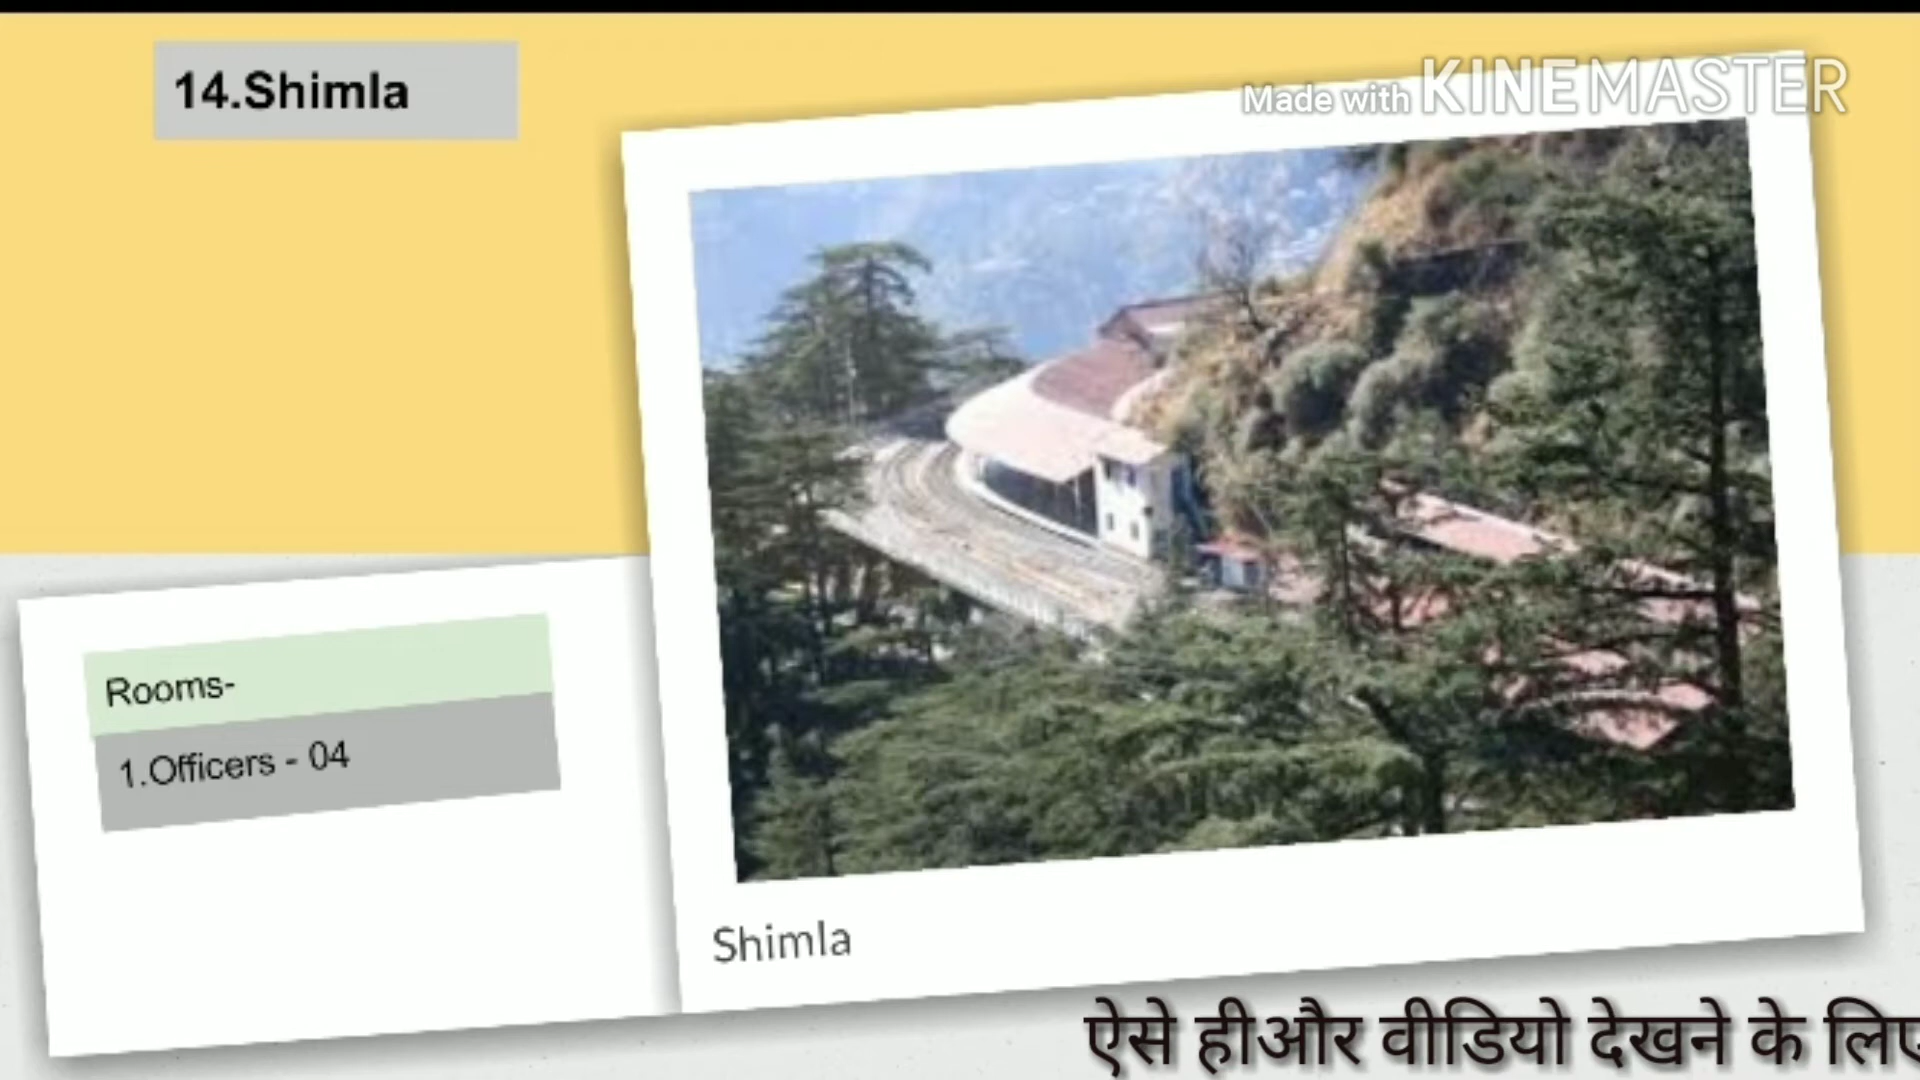 14.Shimla
Made with KINEMASTER
Rooms-
1.Officers - 04
Shimla
ऐसे हीऔर वीडियो देखने के लिए